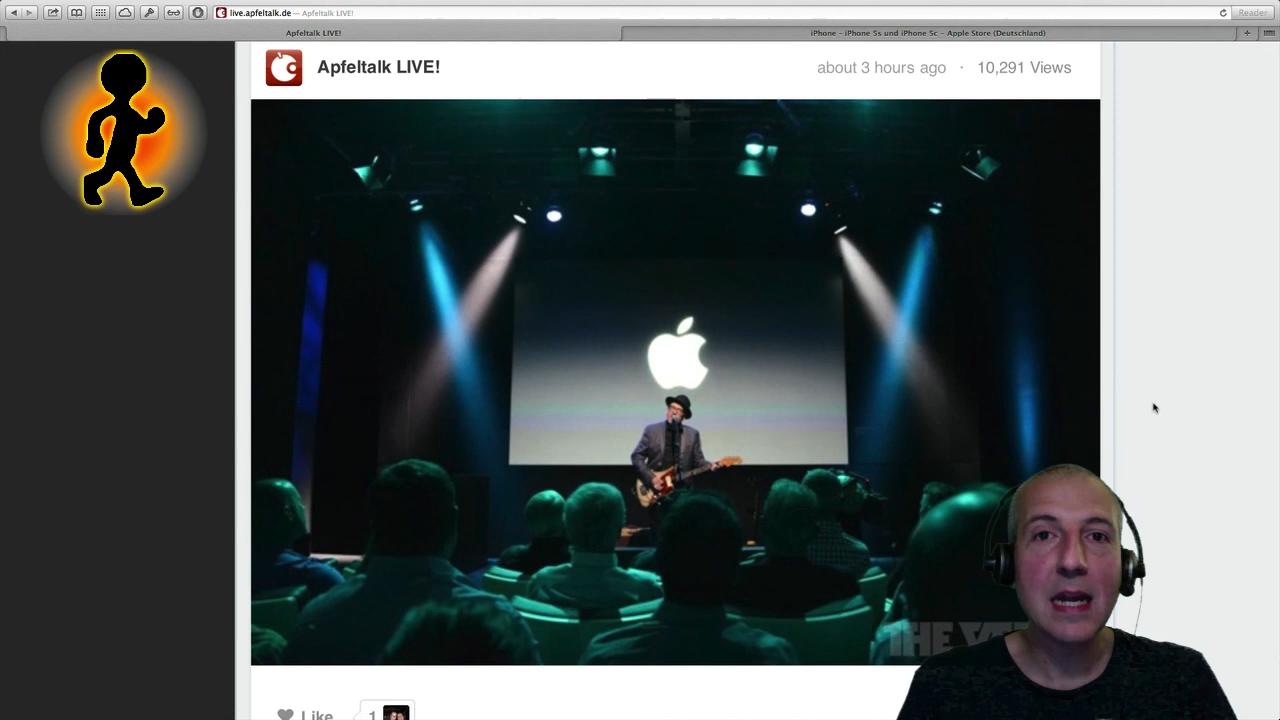 live.apfeltalk.de — Apfeltalk LIVE!
Reader
Apfeltalk LIVE!
iPhone – iPhone 5s und iPhone 5c – Apple Store (Deutschland)
Apfeltalk LIVE!
about 3 hours ago · 10,291 Views
THE
Like
1